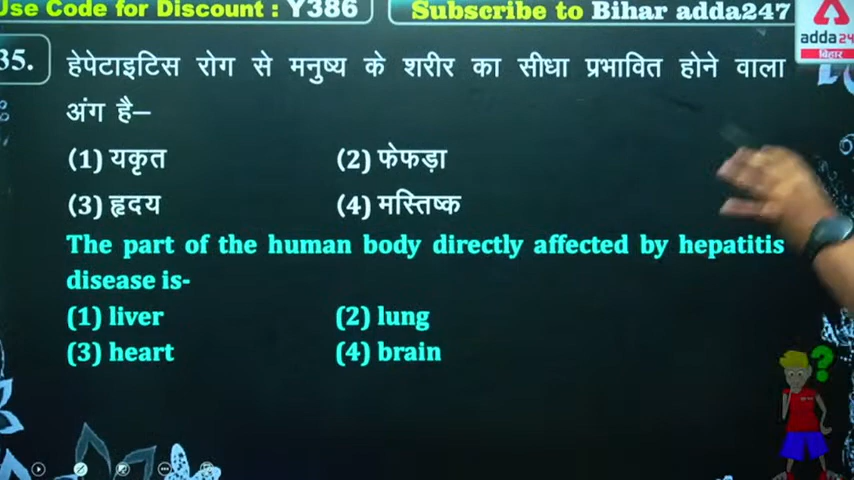 Use Code for Discount : Y386
Subscribe to Bihar adda247
adda24
बिहार
35. हेपेटाइटिस रोग से मनुष्य के शरीर का सीधा प्रभावित होने वाला
अंग है–
(1) यकृत (2) फेफड़ा
(3) हृदय (4) मस्तिष्क
The part of the human body directly affected by hepatitis
disease is-
(1) liver (2) lung
(3) heart (4) brain